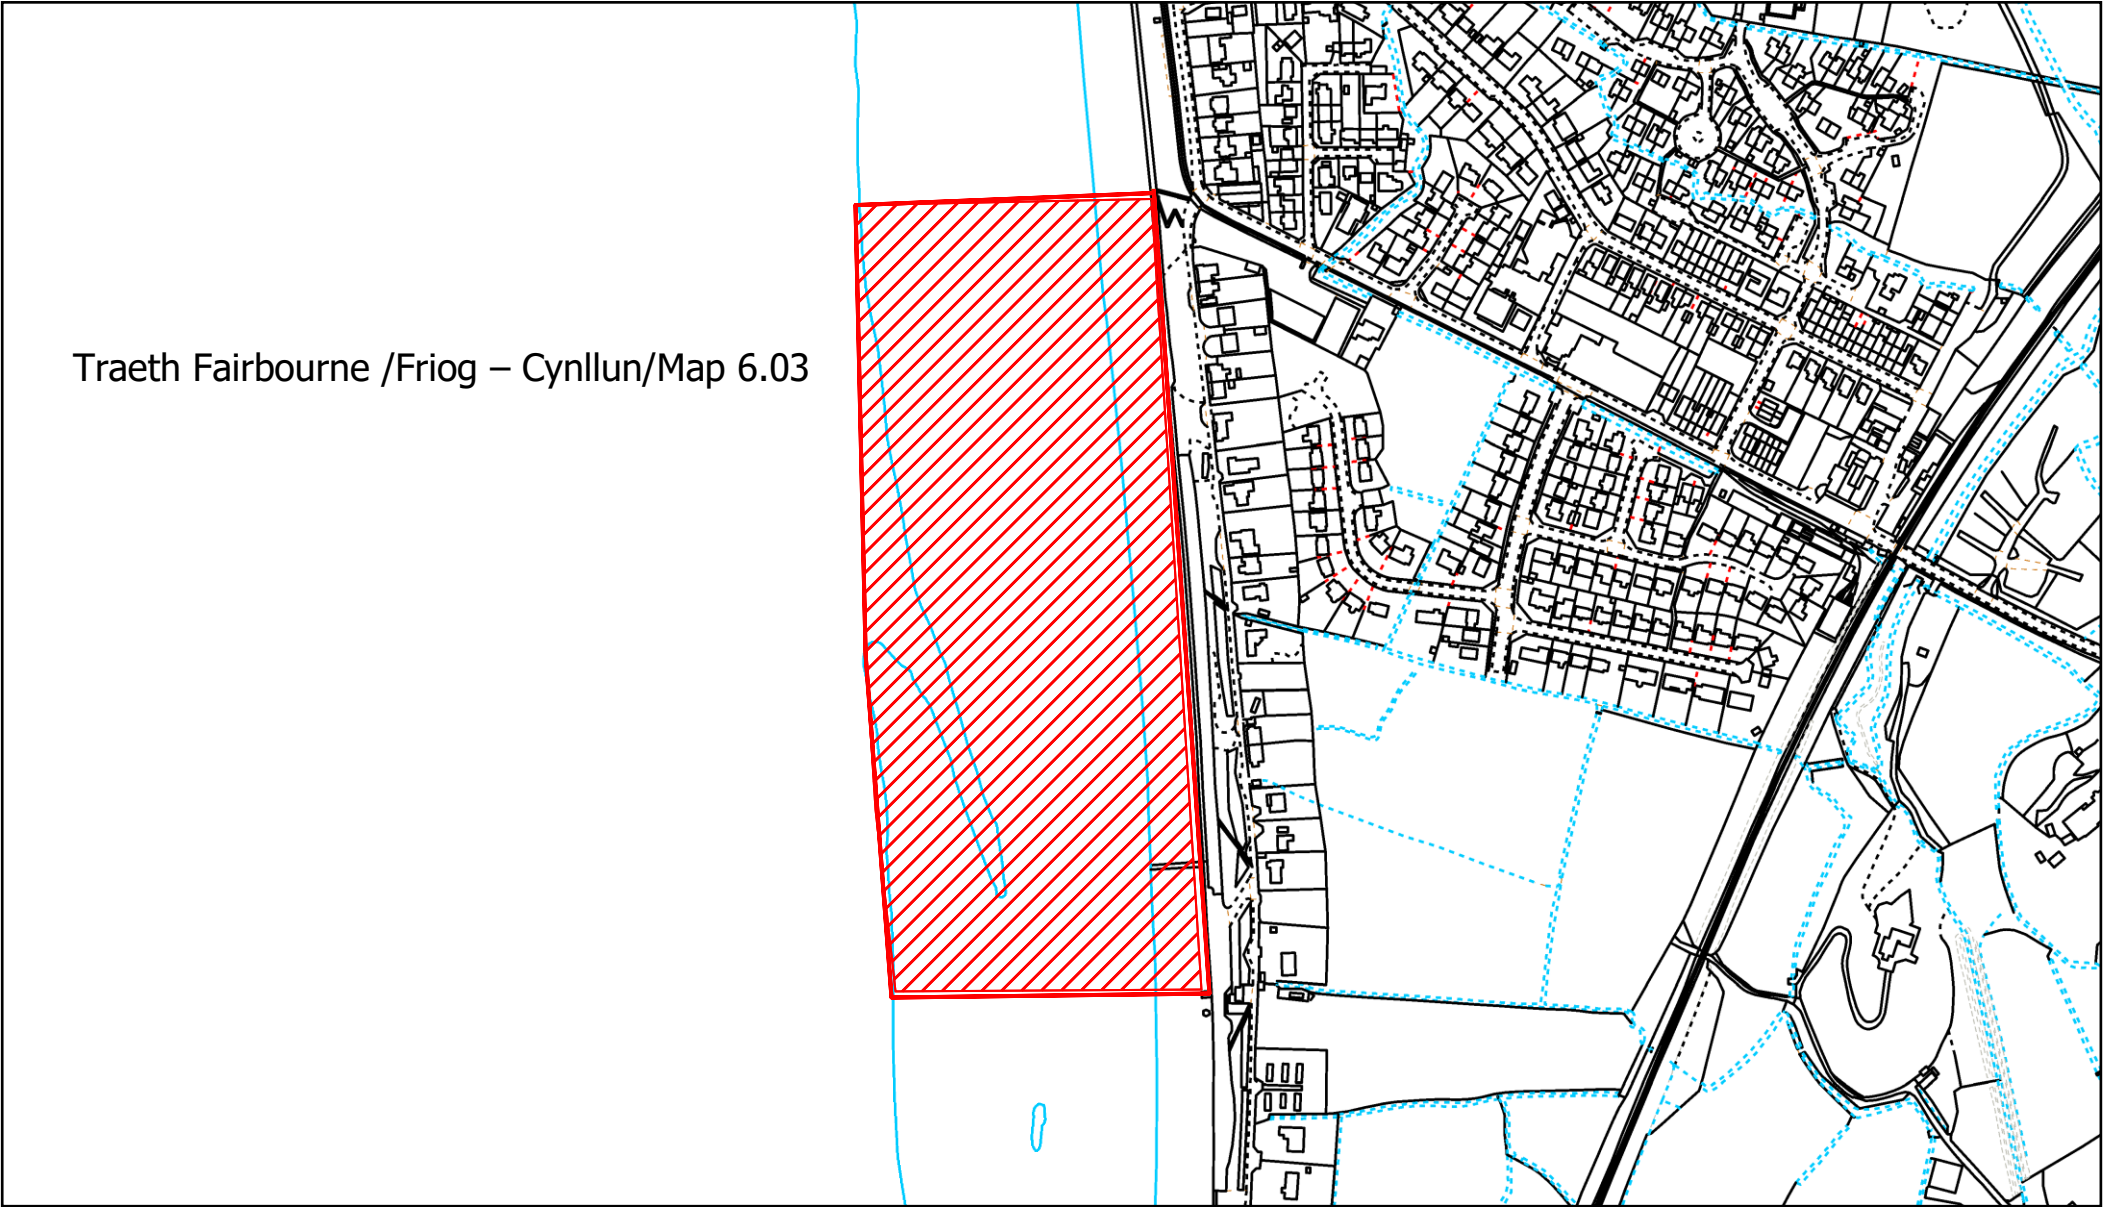 Traeth Fairbourne /Friog – Cynllun/Map 6.03